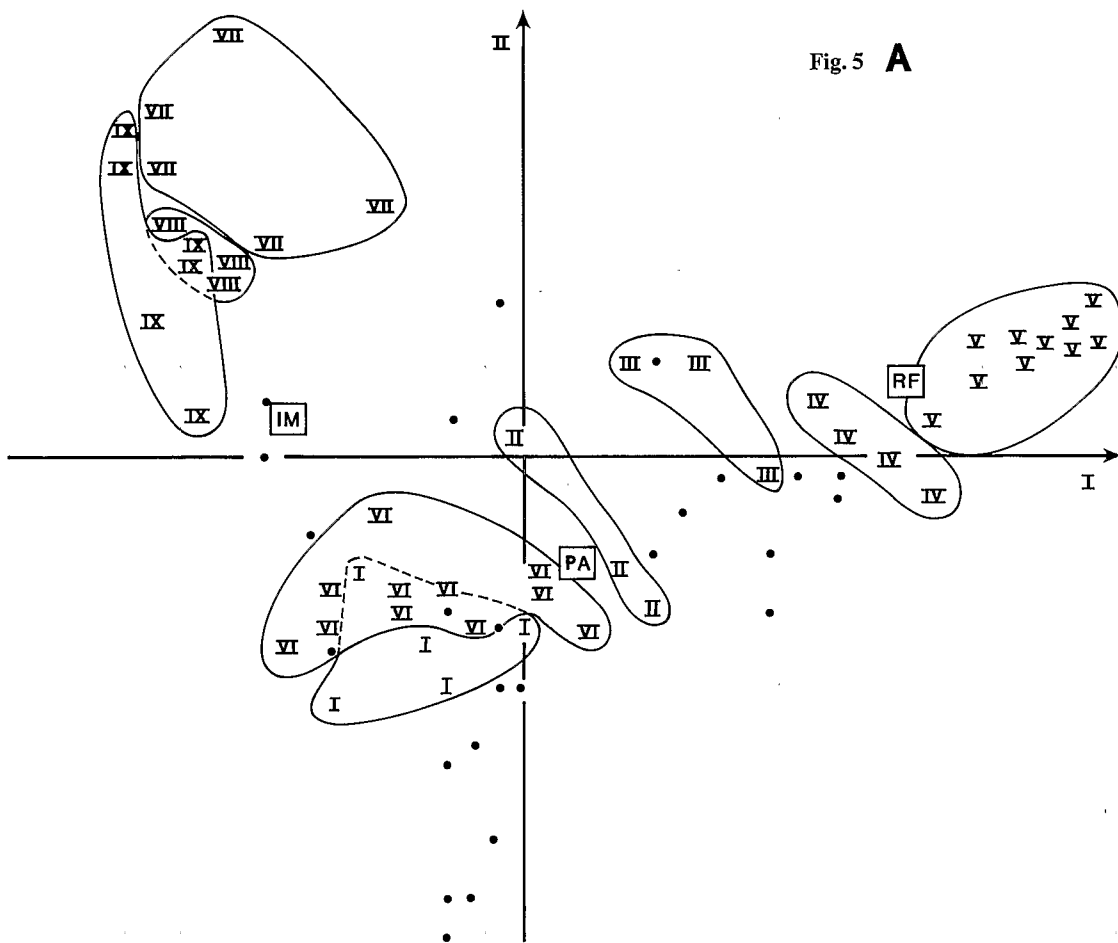 VII
II
Fig. 5 A
VII
IX
IX VII
VII
VIII
IX VII
IX VIII
VIII
V
IX
V
V V V V
III III V V
RF V
IV
IX IM V
II IV
IV
III I
IV
VI
PA
I VI II
VI VI VI VI
VI II
VI VI I VI
VI I
I
I